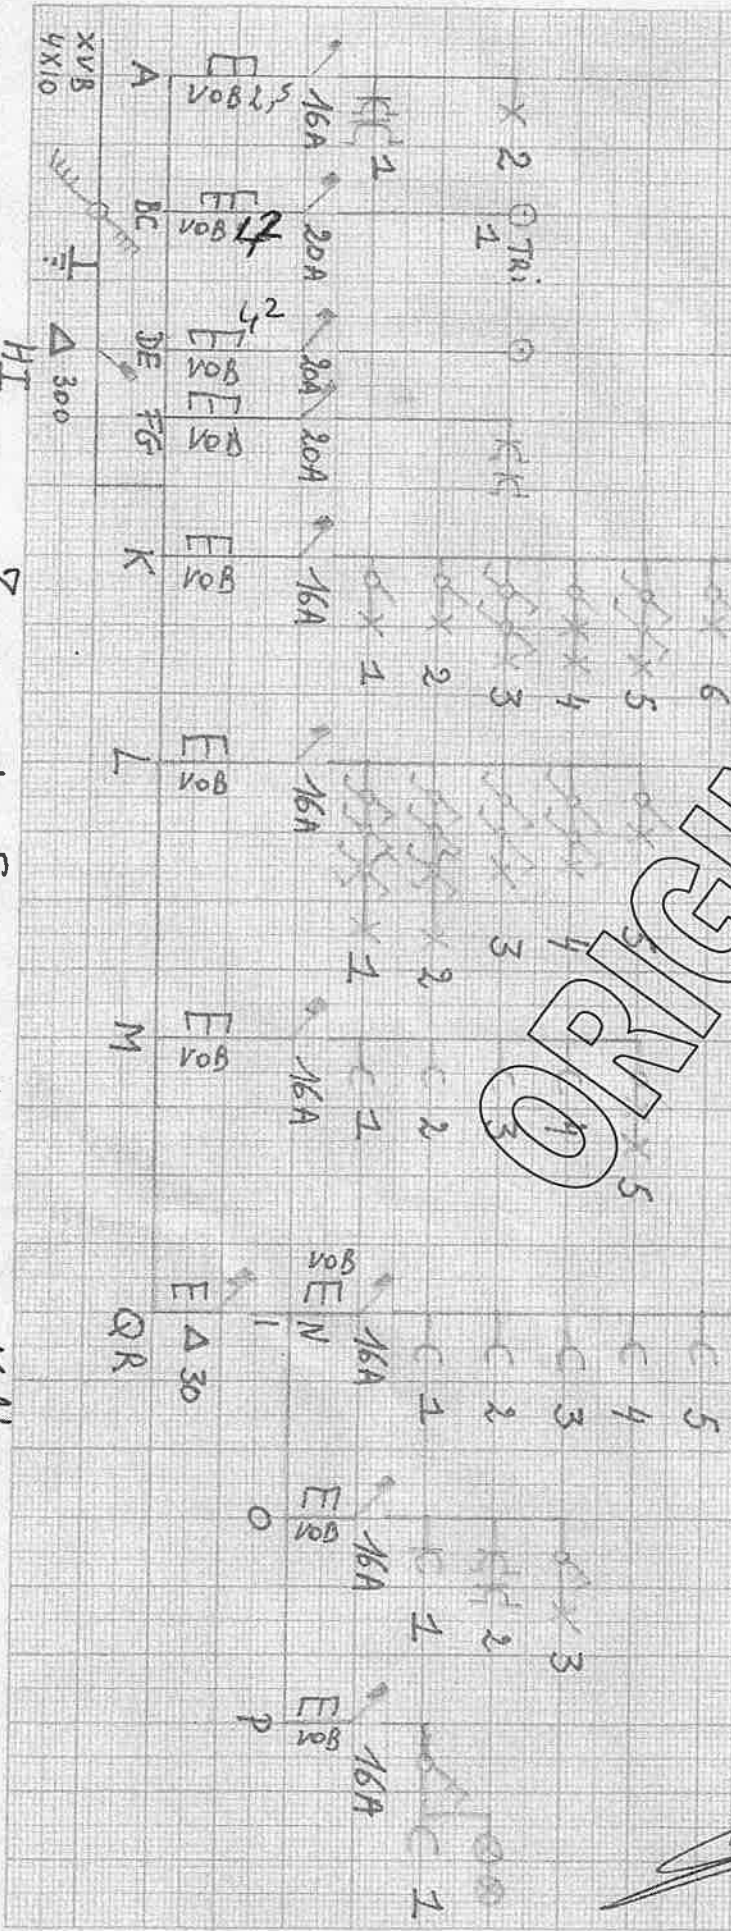 XVB
4X10
A
VOB 2,5
16A
1
2
BC
VOB 4²
20A
TRi
1
Δ 300
HI
DE
4²
VOB
20A
FG
VOB
20A
K
VOB
16A
1
2
3
4
5
6
L
VOB
16A
1
2
3
4
5
M
VOB
16A
1
2
3
4
5
QR
Δ 30
N
VOB
16A
1
2
3
4
5
O
VOB
16A
1
2
3
P
VOB
16A
1